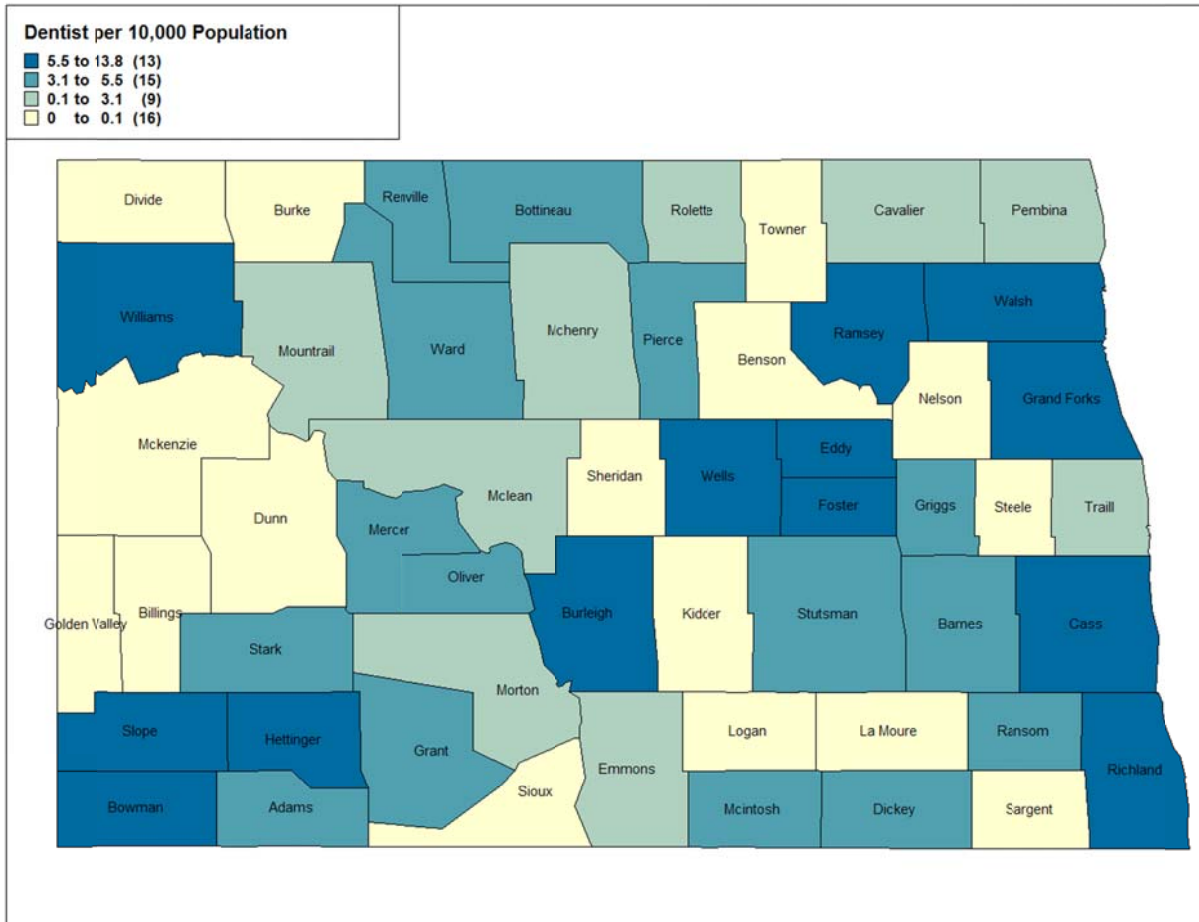 Dentist per 10,000 Population
5.5 to 13.8 (13)
3.1 to 5.5 (15)
0.1 to 3.1 (9)
0 to 0.1 (16)
Divide
Burke
Renville
Bottineau
Rolette
Towner
Cavalier
Pembina
Williams
Mountrail
Ward
Mchenry
Pierce
Benson
Ramsey
Walsh
Nelson
Grand Forks
Mckenzie
Dunn
Mclean
Sheridan
Wells
Eddy
Foster
Griggs
Steele
Traill
Mercer
Oliver
Golden Valley
Billings
Stark
Burleigh
Kidder
Stutsman
Barnes
Cass
Morton
Slope
Hettinger
Grant
Logan
La Moure
Ransom
Richland
Bowman
Adams
Sioux
Emmons
Mcintosh
Dickey
Sargent